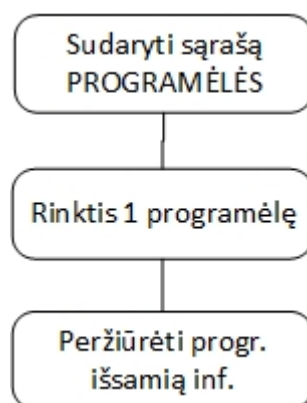 Sudaryti sąrašą
PROGRAMĖLĖS
Rinktis 1 programėlę
Peržiūrėti progr.
išsamią inf.